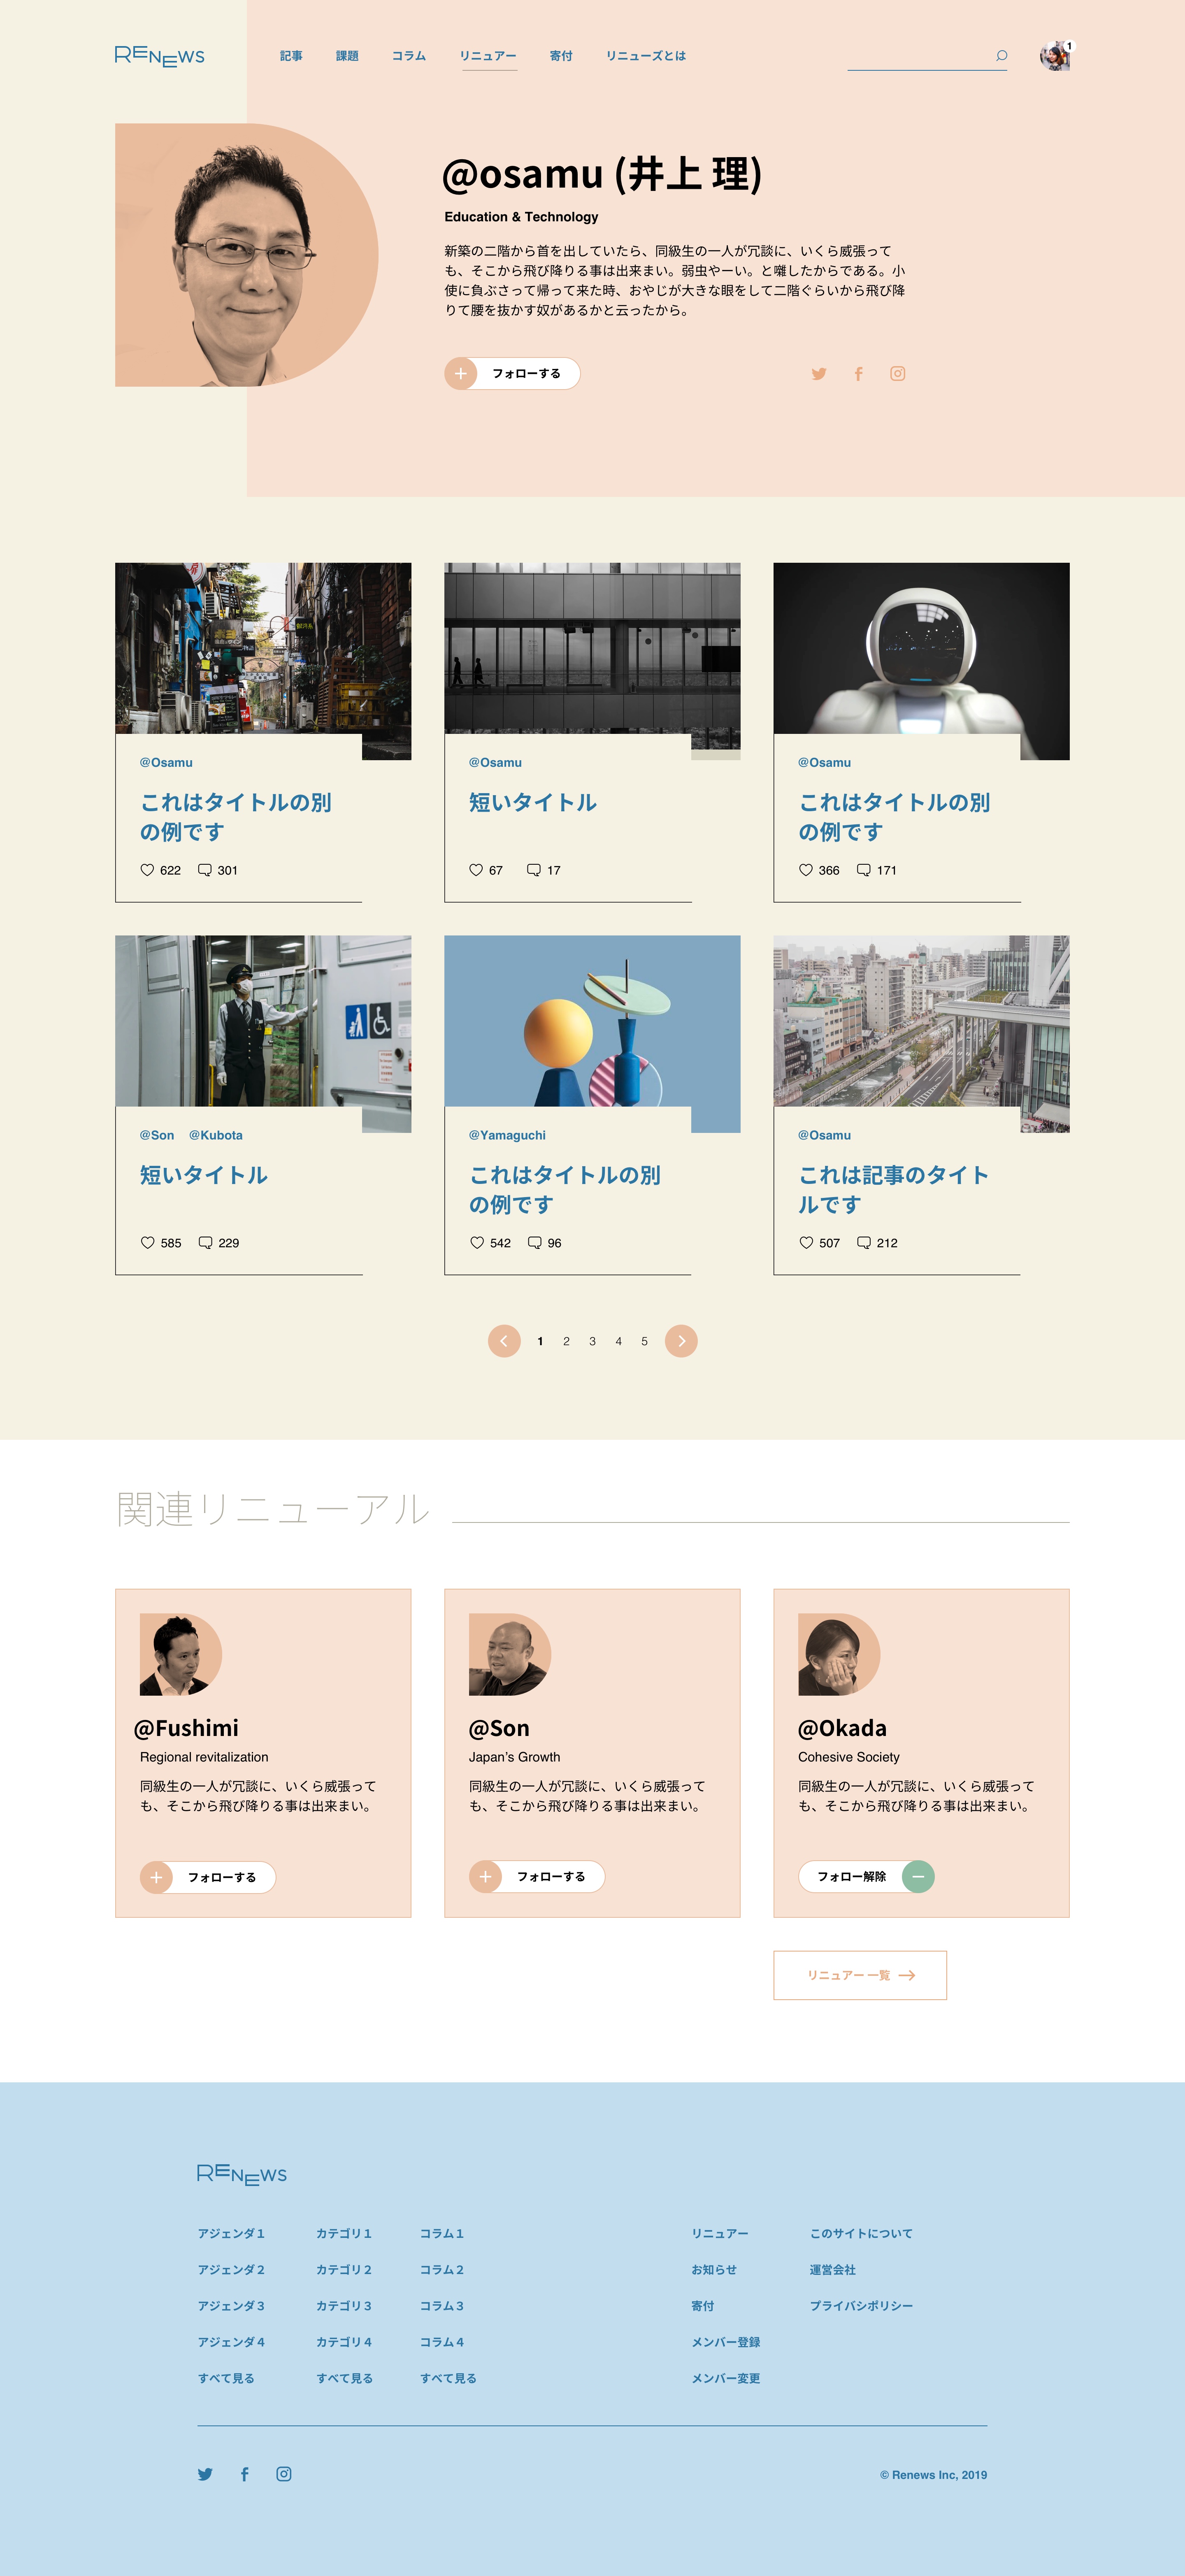 RENEWS
記事
課題
コラム
リニュアー
寄付
リニューズとは
1
@osamu (井上 理)
Education & Technology
新築の二階から首を出していたら、同級生の一人が冗談に、いくら威張って
も、そこから飛び降りる事は出来まい。弱虫やーい。と囃したからである。小
使に負ぶさって帰って来た時、おやじが大きな眼をして二階ぐらいから飛び降
りて腰を抜かす奴があるかと云ったから。
フォローする
@Osamu
これはタイトルの別
の例です
622 301
@Osamu
短いタイトル
67 17
@Osamu
これはタイトルの別
の例です
366 171
@Son @Kubota
短いタイトル
585 229
@Yamaguchi
これはタイトルの別
の例です
542 96
@Osamu
これは記事のタイト
ルです
507 212
1 2 3 4 5
関連リニューアル
@Fushimi
Regional revitalization
同級生の一人が冗談に、いくら威張って
も、そこから飛び降りる事は出来まい。
フォローする
@Son
Japan’s Growth
同級生の一人が冗談に、いくら威張って
も、そこから飛び降りる事は出来まい。
フォローする
@Okada
Cohesive Society
同級生の一人が冗談に、いくら威張って
も、そこから飛び降りる事は出来まい。
フォロー解除
リニュアー 一覧
RENEWS
アジェンダ１
アジェンダ２
アジェンダ３
アジェンダ４
すべて見る
カテゴリ１
カテゴリ２
カテゴリ３
カテゴリ４
すべて見る
コラム１
コラム２
コラム３
コラム４
すべて見る
リニュアー
お知らせ
寄付
メンバー登録
メンバー変更
このサイトについて
運営会社
プライバシポリシー
© Renews Inc, 2019